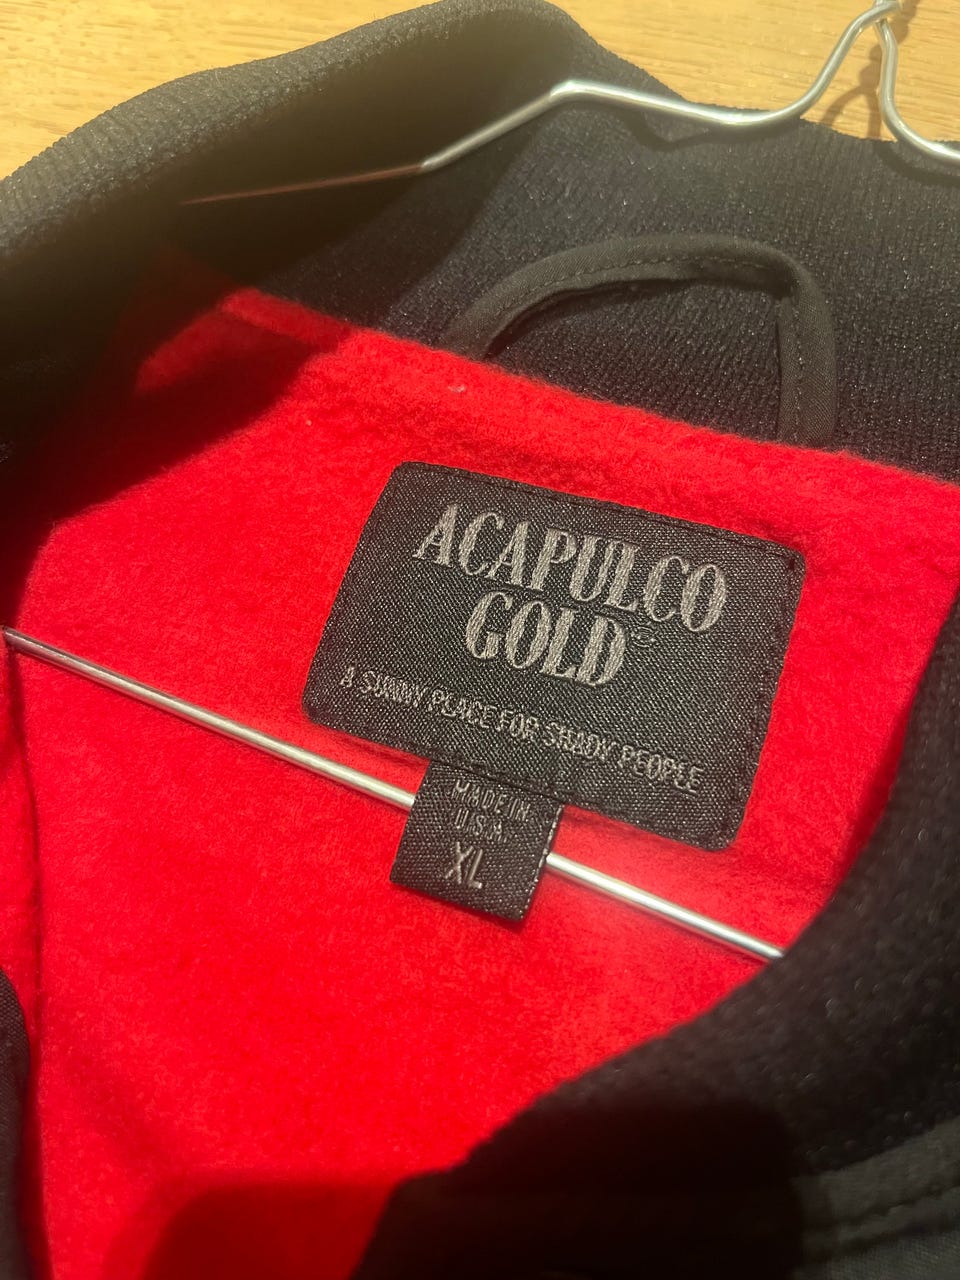 ACAPULCO
GOLD®
A SUNNY PLACE FOR SHADY PEOPLE
MADE IN
U.S.A.
XL